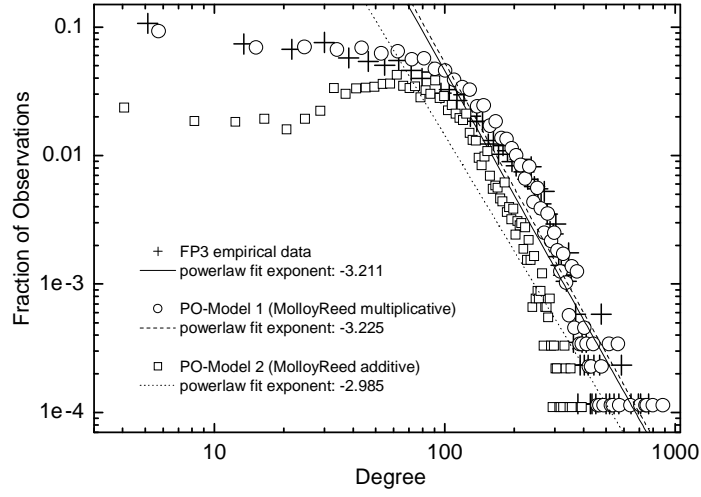 0.1
0.01
1e-3
1e-4
Fraction of Observations
FP3 empirical data
powerlaw fit exponent: -3.211
PO-Model 1 (MolloyReed multiplicative)
powerlaw fit exponent: -3.225
PO-Model 2 (MolloyReed additive)
powerlaw fit exponent: -2.985
10
100
1000
Degree